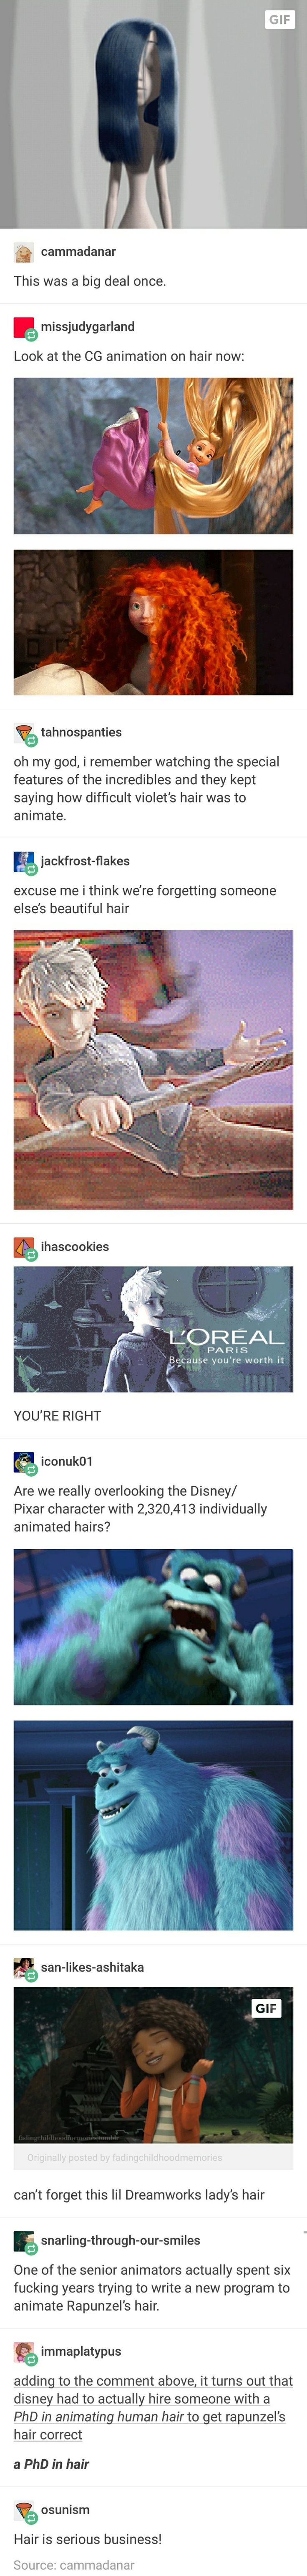 GIF
cammadanar
This was a big deal once.
missjudygarland
Look at the CG animation on hair now:
tahnospanties
oh my god, i remember watching the special
features of the incredibles and they kept
saying how difficult violet's hair was to
animate.
jackfrost-flakes
excuse me i think we're forgetting someone
else's beautiful hair
ihascookies
L'ORÉAL
PARIS
Because you're worth it
YOU'RE RIGHT
iconuk01
Are we really overlooking the Disney/
Pixar character with 2,320,413 individually
animated hairs?
san-likes-ashitaka
GIF
Originally posted by fadingchildhoodmemories
can't forget this lil Dreamworks lady's hair
snarling-through-our-smiles
One of the senior animators actually spent six
fucking years trying to write a new program to
animate Rapunzel's hair.
immaplatypus
adding to the comment above, it turns out that
disney had to actually hire someone with a
PhD in animating human hair to get rapunzel's
hair correct
a PhD in hair
osunism
Hair is serious business!
Source: cammadanar